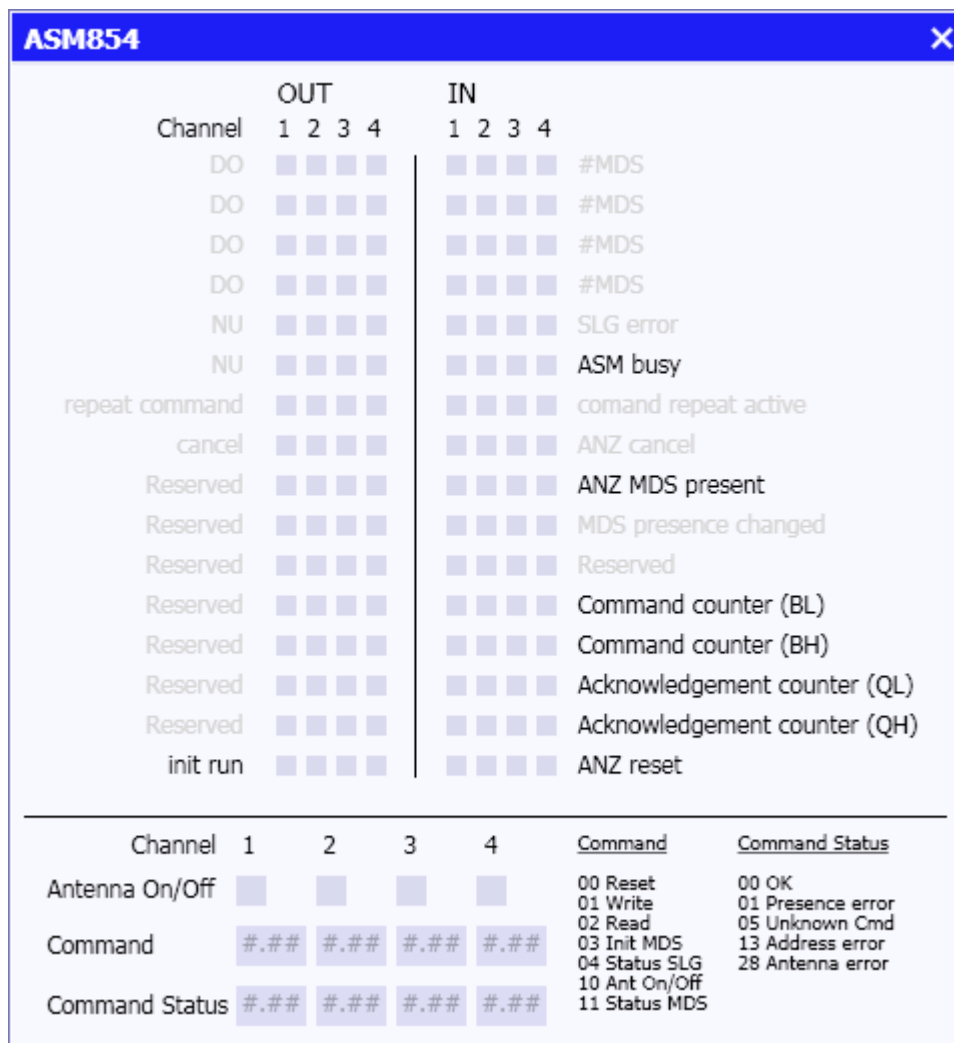 ASM854
OUT IN
Channel 1 2 3 4 1 2 3 4
DO #MDS
DO #MDS
DO #MDS
DO #MDS
NU SLG error
NU ASM busy
repeat command comand repeat active
cancel ANZ cancel
Reserved ANZ MDS present
Reserved MDS presence changed
Reserved Reserved
Reserved Command counter (BL)
Reserved Command counter (BH)
Reserved Acknowledgement counter (QL)
Reserved Acknowledgement counter (QH)
init run ANZ reset
Channel 1 2 3 4
Antenna On/Off
Command #.## #.## #.## #.##
Command Status #.## #.## #.## #.##
Command
00 Reset
01 Write
02 Read
03 Init MDS
04 Status SLG
10 Ant On/Off
11 Status MDS
Command Status
00 OK
01 Presence error
05 Unknown Cmd
13 Address error
28 Antenna error